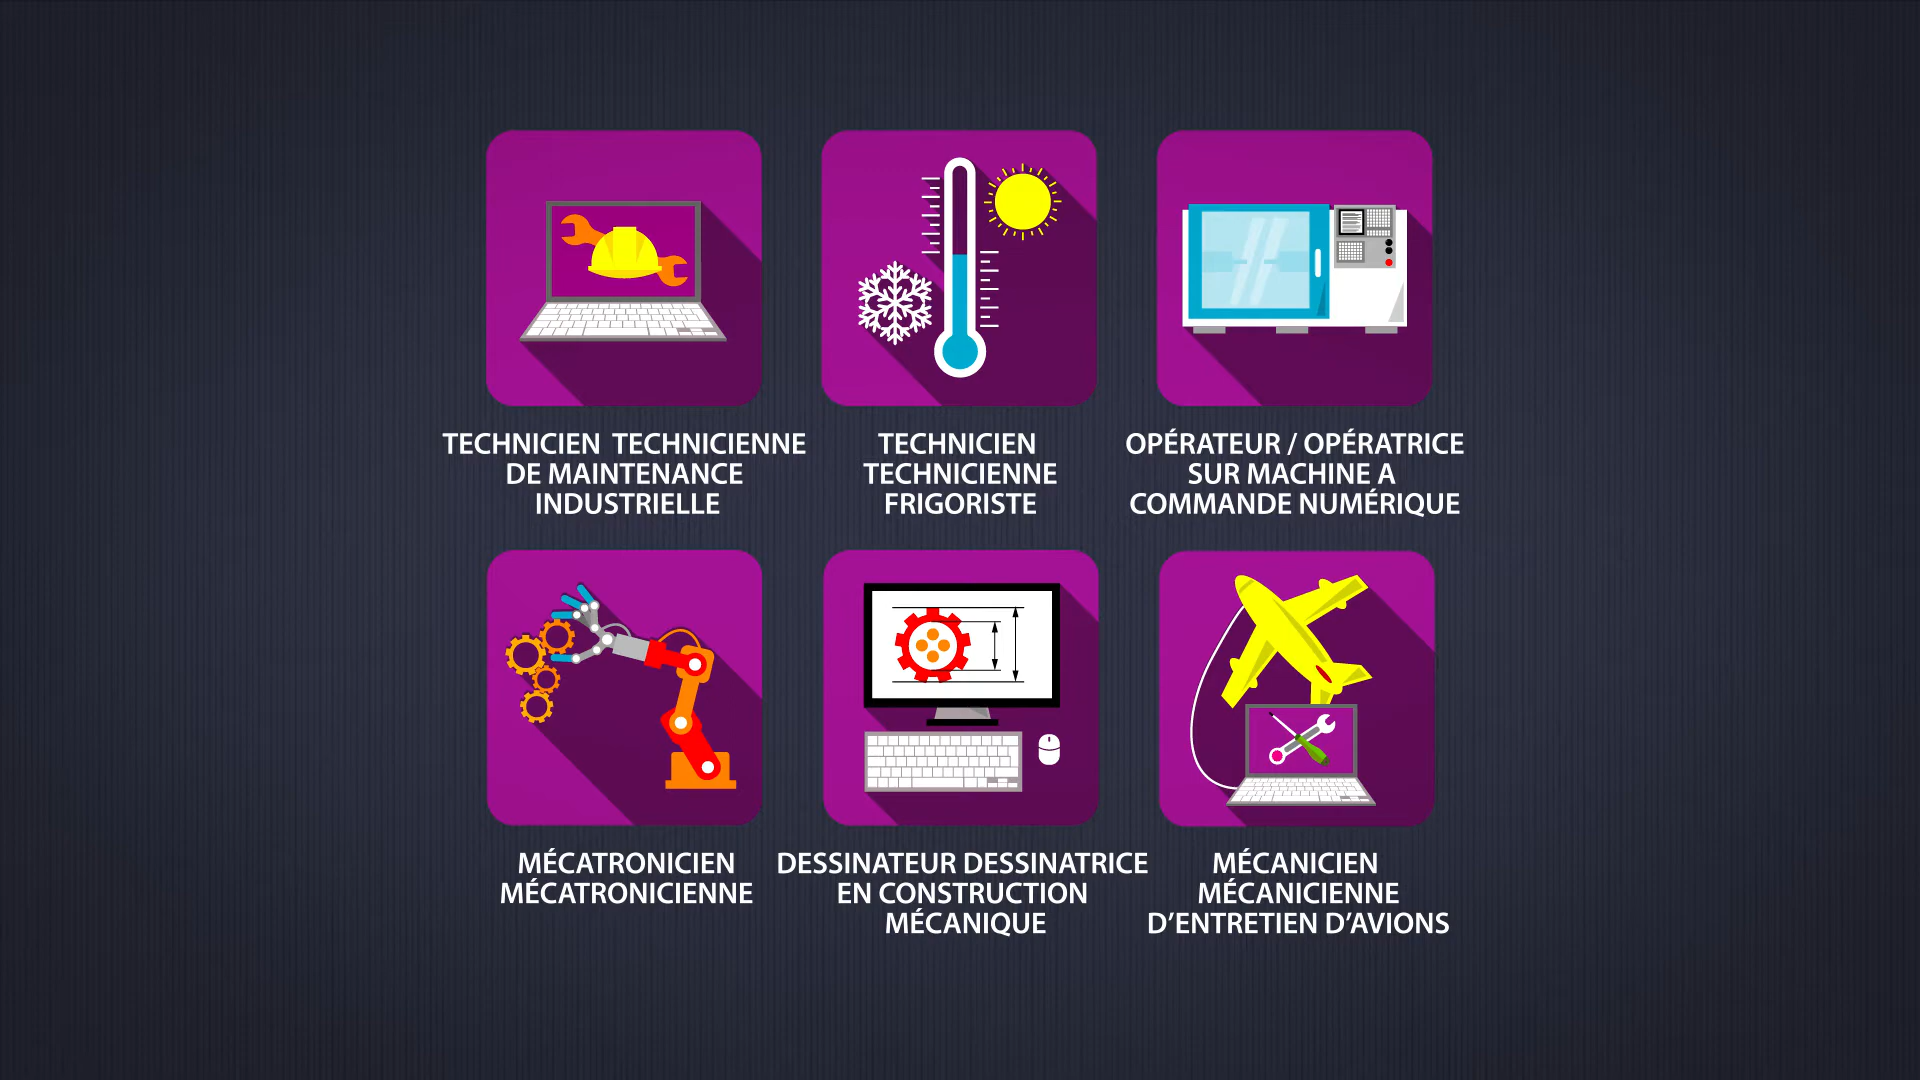 TECHNICIEN TECHNICIENNE
DE MAINTENANCE
INDUSTRIELLE
TECHNICIEN
TECHNICIENNE
FRIGORISTE
OPÉRATEUR / OPÉRATRICE
SUR MACHINE A
COMMANDE NUMÉRIQUE
MÉCATRONICIEN
MÉCATRONICIENNE
DESSINATEUR DESSINATRICE
EN CONSTRUCTION
MÉCANIQUE
MÉCANICIEN
MÉCANICIENNE
D’ENTRETIEN D’AVIONS